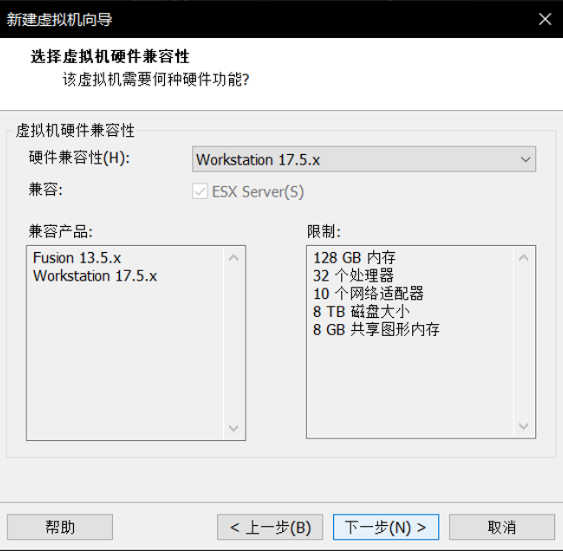 新建虚拟机向导
选择虚拟机硬件兼容性
该虚拟机需要何种硬件功能?
虚拟机硬件兼容性
硬件兼容性(H): Workstation 17.5.x
兼容: ESX Server(S)
兼容产品:
Fusion 13.5.x
Workstation 17.5.x
限制:
128 GB 内存
32 个处理器
10 个网络适配器
8 TB 磁盘大小
8 GB 共享图形内存
帮助 < 上一步(B) 下一步(N) > 取消